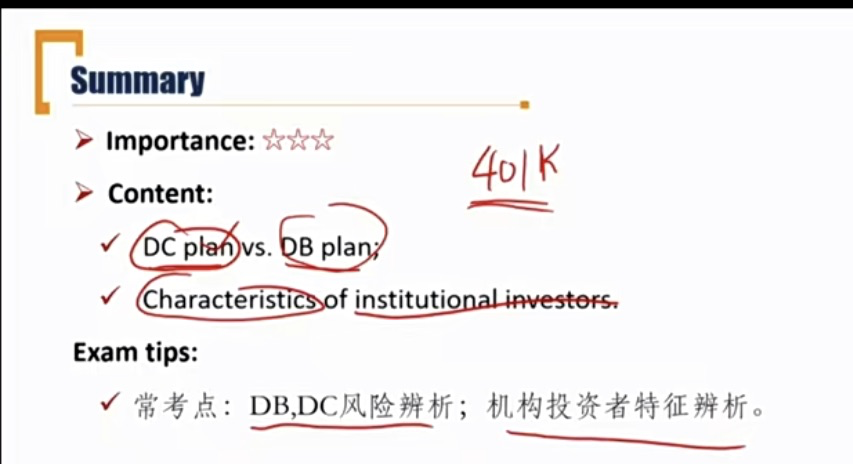 Summary
Importance: ☆☆☆
401K
Content:
DC plan vs. DB plan;
Characteristics of institutional investors.
Exam tips:
常考点：DB,DC风险辨析；机构投资者特征辨析。